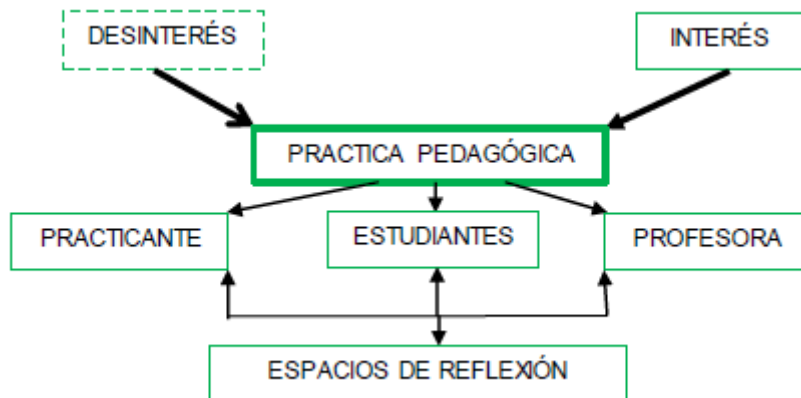 DESINTERÉS
INTERÉS
PRACTICA PEDAGÓGICA
PRACTICANTE
ESTUDIANTES
PROFESORA
ESPACIOS DE REFLEXIÓN